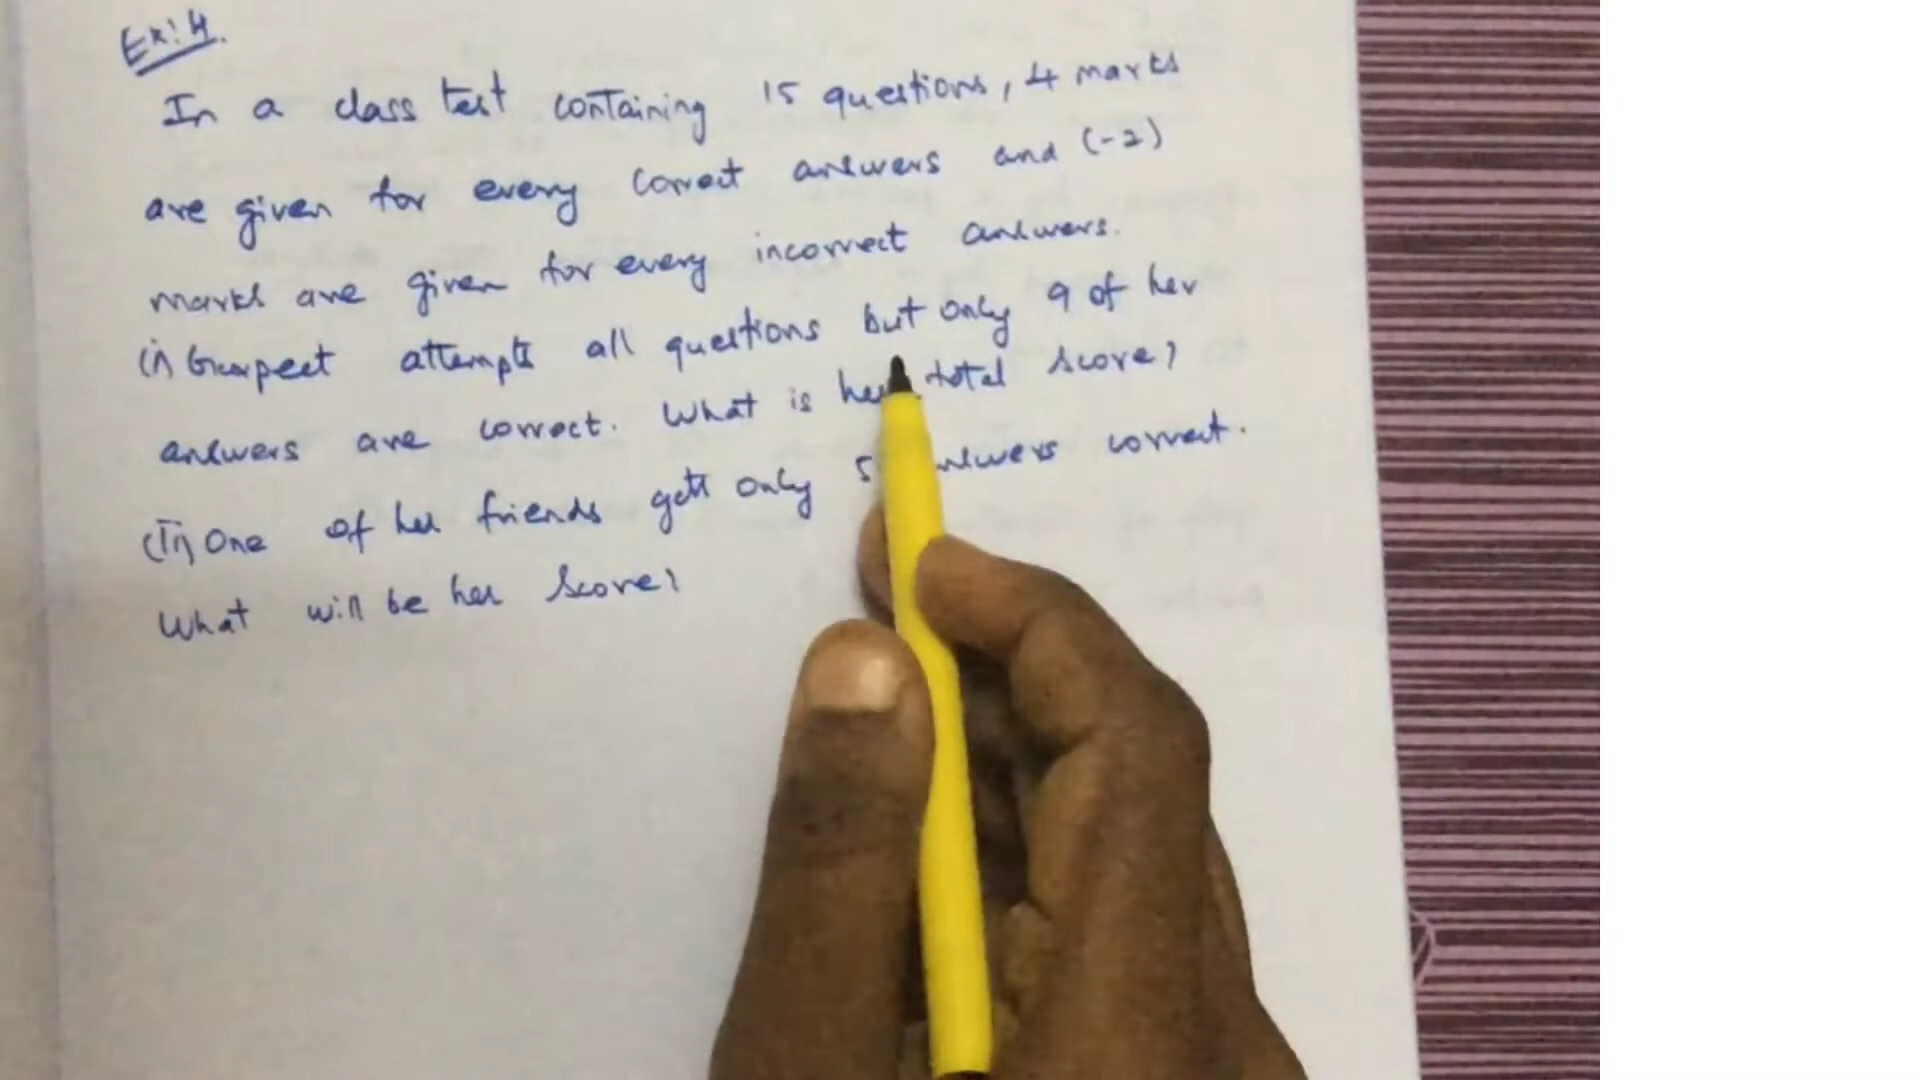 Ex: 4.
In a class test containing 15 questions, 4 marks
are given for every correct answers and (-2)
marks are given for every incorrect answers.
(i) Gurpeet attempts all questions but only 9 of her
answers are correct. What is her total score?
(ii) One of her friends gets only 5 answers correct.
What will be her score?